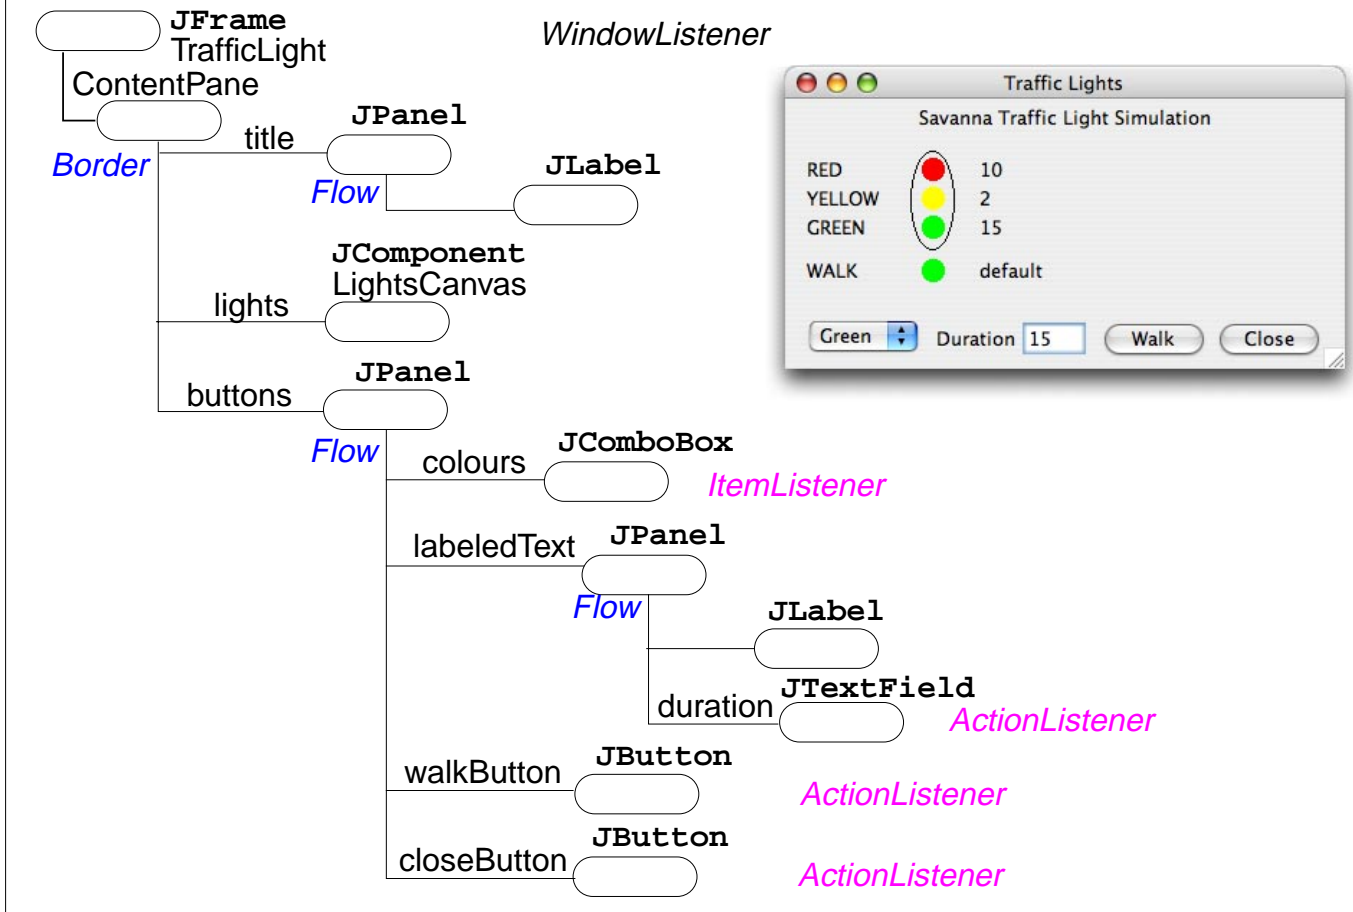 JFrame
TrafficLight
WindowListener
ContentPane
Border
title
JPanel
Flow
JLabel
JComponent
LightsCanvas
lights
JPanel
buttons
Flow
colours
JComboBox
ItemListener
labeledText
JPanel
Flow
JLabel
duration
JTextField
ActionListener
walkButton
JButton
ActionListener
closeButton
JButton
ActionListener
Traffic Lights
Savanna Traffic Light Simulation
RED 10
YELLOW 2
GREEN 15
WALK default
Green Duration 15 Walk Close